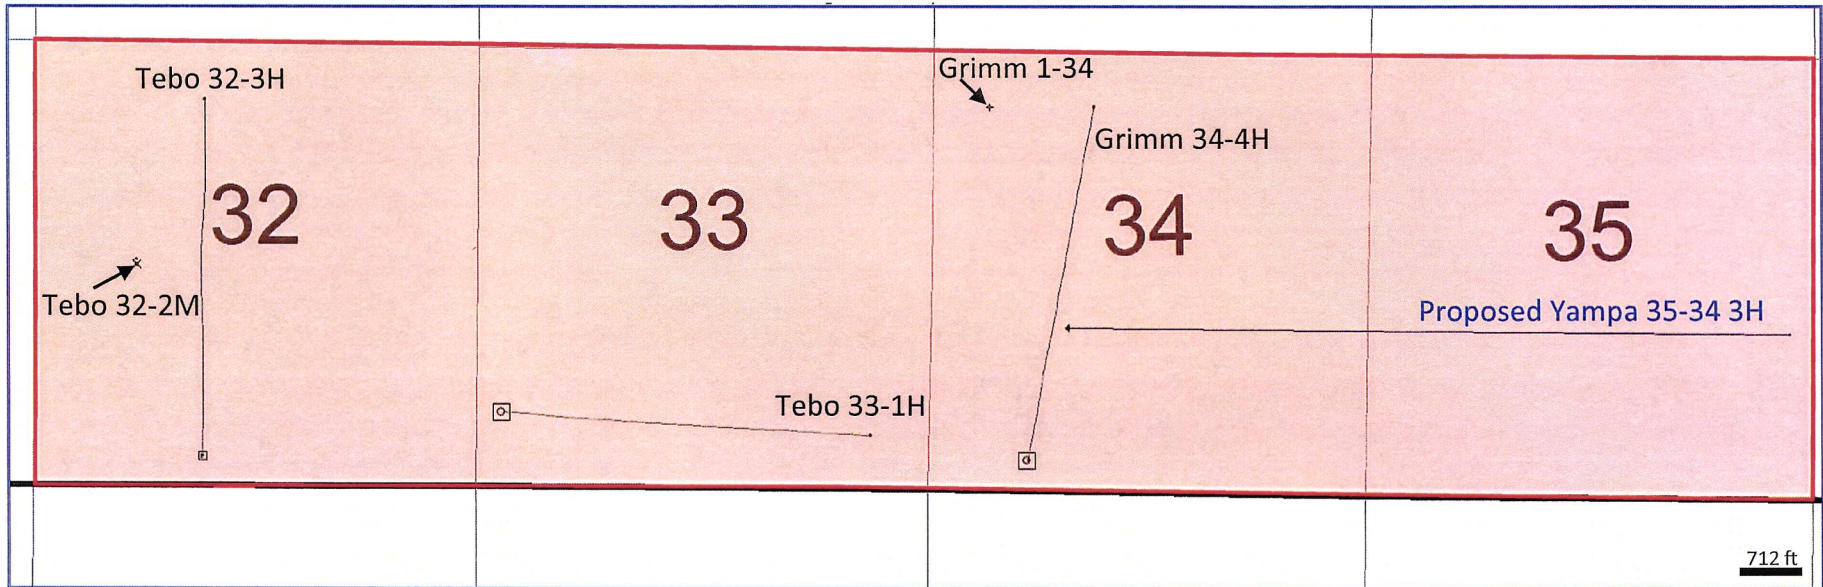 Tebo 32-3H
Grimm 1-34
Grimm 34-4H
32
33
34
35
Tebo 32-2M
Proposed Yampa 35-34 3H
Tebo 33-1H
712 ft